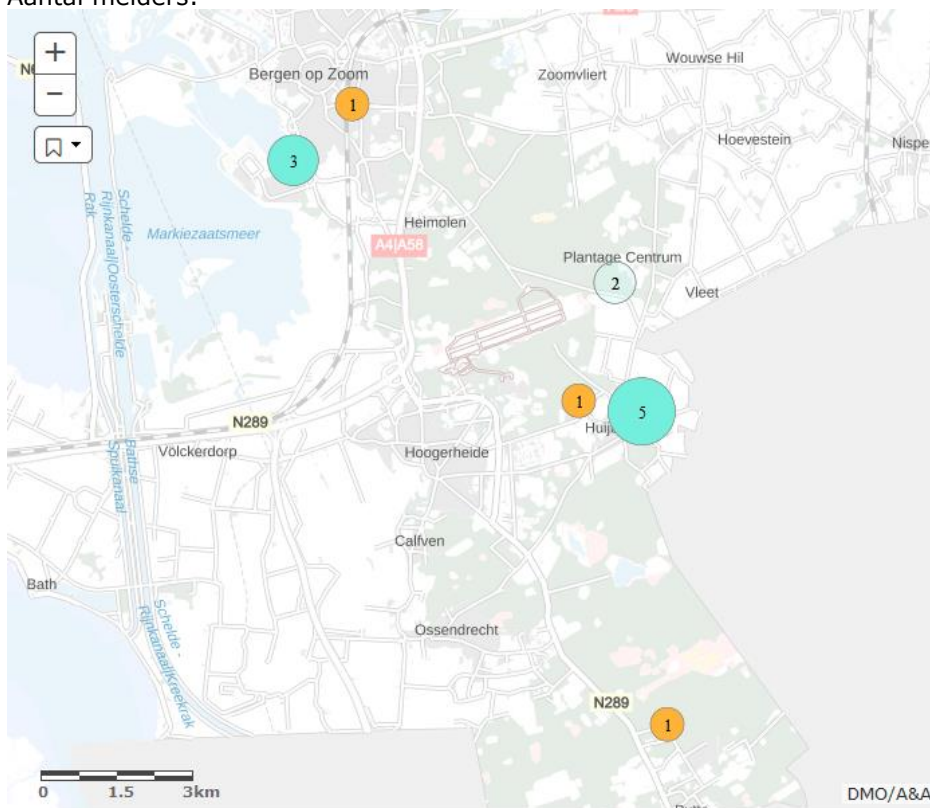 Aantal melders:
+
−
Bergen op Zoom
1
3
Zoomvliert
Wouwse Hil
Hoevestein
Heimolen
Markiezaatsmeer
A4|A58
Schelde -
Rijnkanaal|Oosterschelde
Rak
Plantage Centrum
2
Vleet
N289
1
5
Völckerdorp
Hoogerheide
Bathse
Spuikanaal
Calfven
Bath
Ossendrecht
Schelde -
Rijnkanaal|Kreekrak
N289
1
0 1.5 3km
DMO/A&A